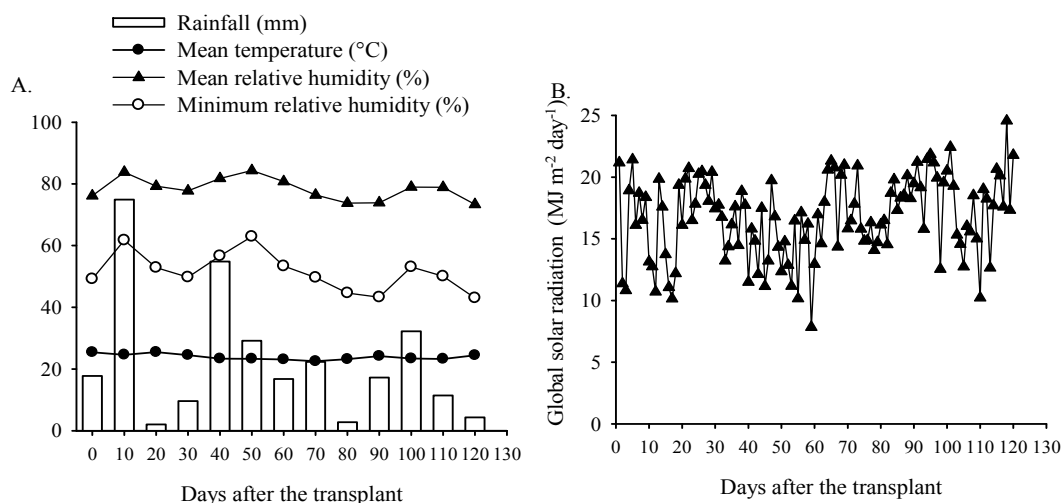 Rainfall (mm)
Mean temperature (°C)
Mean relative humidity (%)
Minimum relative humidity (%)
A.
100
80
60
40
20
0
0 10 20 30 40 50 60 70 80 90 100 110 120 130
Days after the transplant
B.
Global solar radiation (MJ m⁻² day⁻¹)
25
20
15
10
5
0
0 10 20 30 40 50 60 70 80 90 100 110 120 130
Days after the transplant